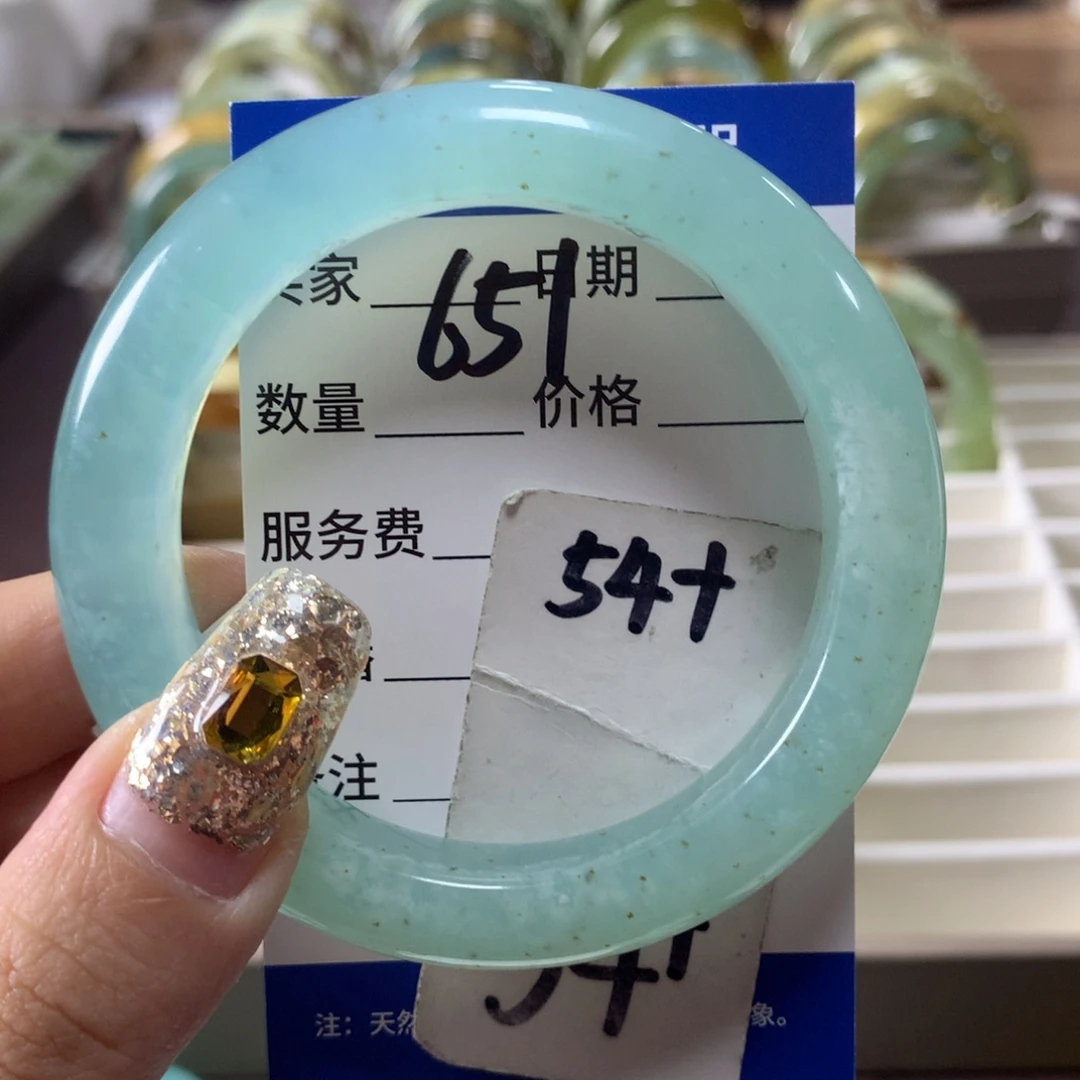 家 日期
651
数量 价格
服务费
54+
注
54+
注：天然 象。